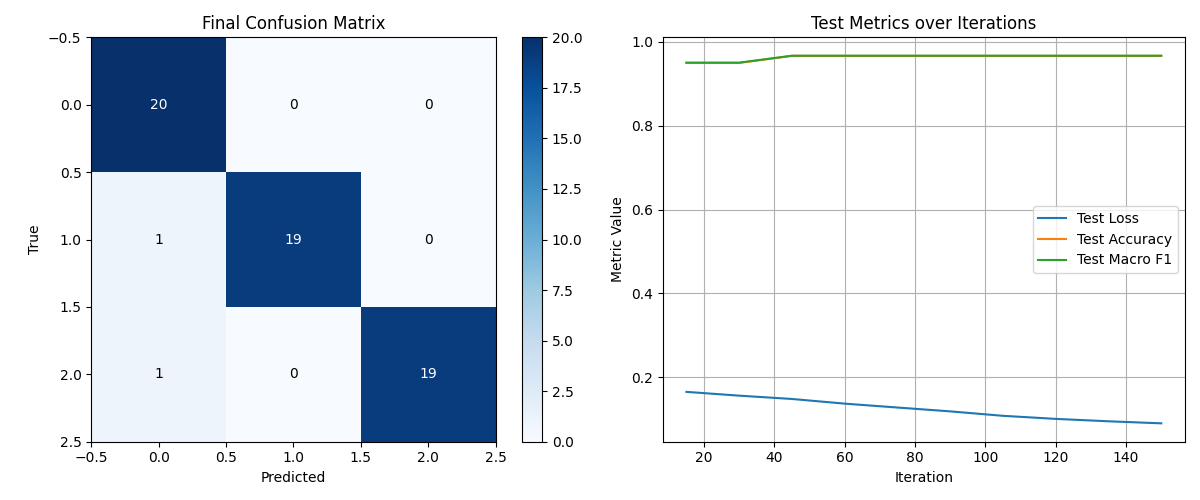 Final Confusion Matrix
−0.5
0.0
0.5
1.0
1.5
2.0
2.5
True
20 0 0
1 19 0
1 0 19
−0.5 0.0 0.5 1.0 1.5 2.0 2.5
Predicted
20.0
17.5
15.0
12.5
10.0
7.5
5.0
2.5
0.0
Test Metrics over Iterations
1.0
0.8
0.6
0.4
0.2
Metric Value
Test Loss
Test Accuracy
Test Macro F1
20 40 60 80 100 120 140
Iteration